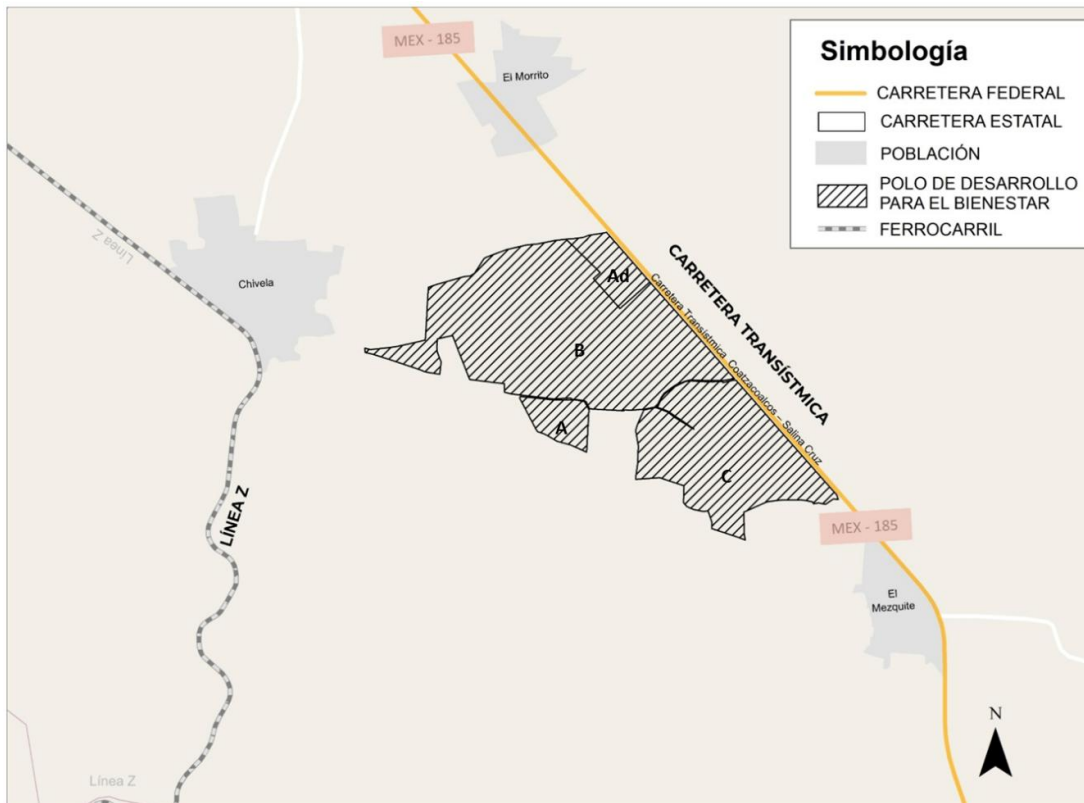 MEX - 185
El Morrito
Simbología
CARRETERA FEDERAL
CARRETERA ESTATAL
POBLACIÓN
POLO DE DESARROLLO
PARA EL BIENESTAR
FERROCARRIL
Línea Z
Chivela
Ad
CARRETERA TRANSÍSTMICA
Carretera Transístmica Coatzacoalcos - Salina Cruz
B
A
C
LÍNEA Z
MEX - 185
El
Mezquite
N
Línea Z